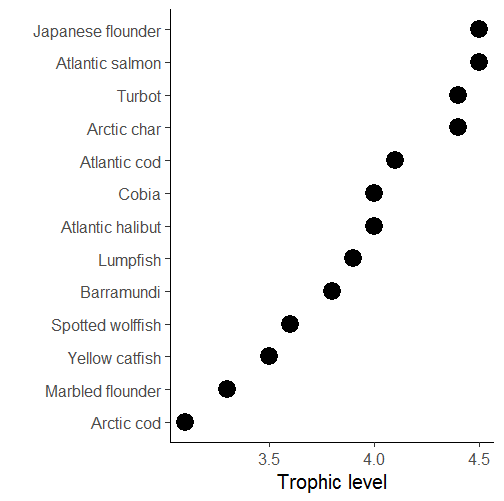 Japanese flounder
Atlantic salmon
Turbot
Arctic char
Atlantic cod
Cobia
Atlantic halibut
Lumpfish
Barramundi
Spotted wolffish
Yellow catfish
Marbled flounder
Arctic cod
3.5 4.0 4.5
Trophic level